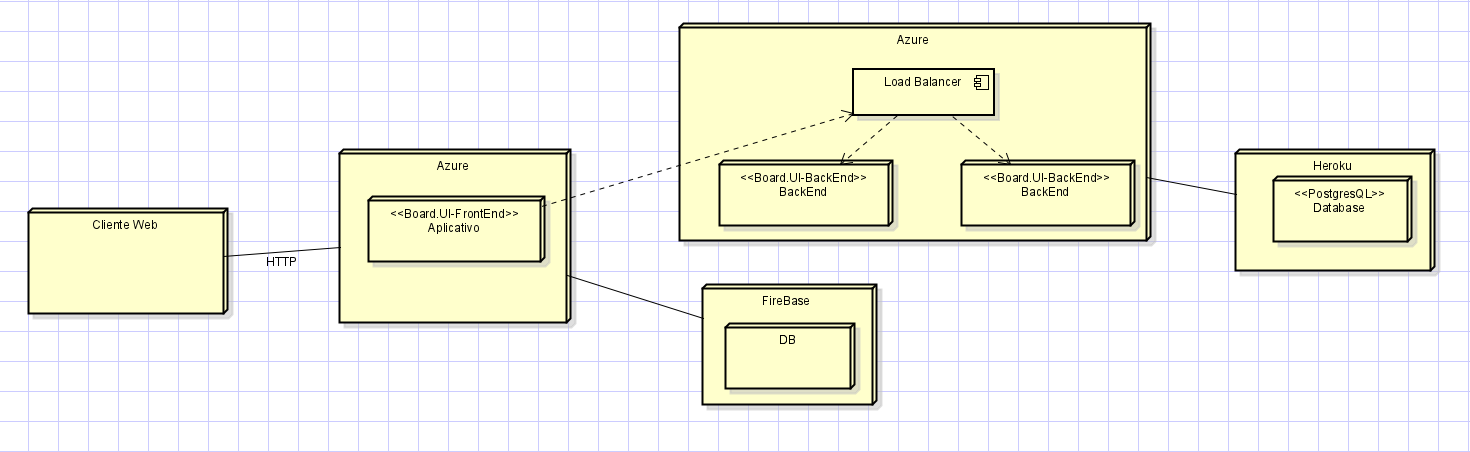 Azure
Load Balancer
<<Board.UI-BackEnd>>
BackEnd
<<Board.UI-BackEnd>>
BackEnd
Azure
<<Board.UI-FrontEnd>>
Aplicativo
Heroku
<<PostgresQL>>
Database
Cliente Web
HTTP
FireBase
DB